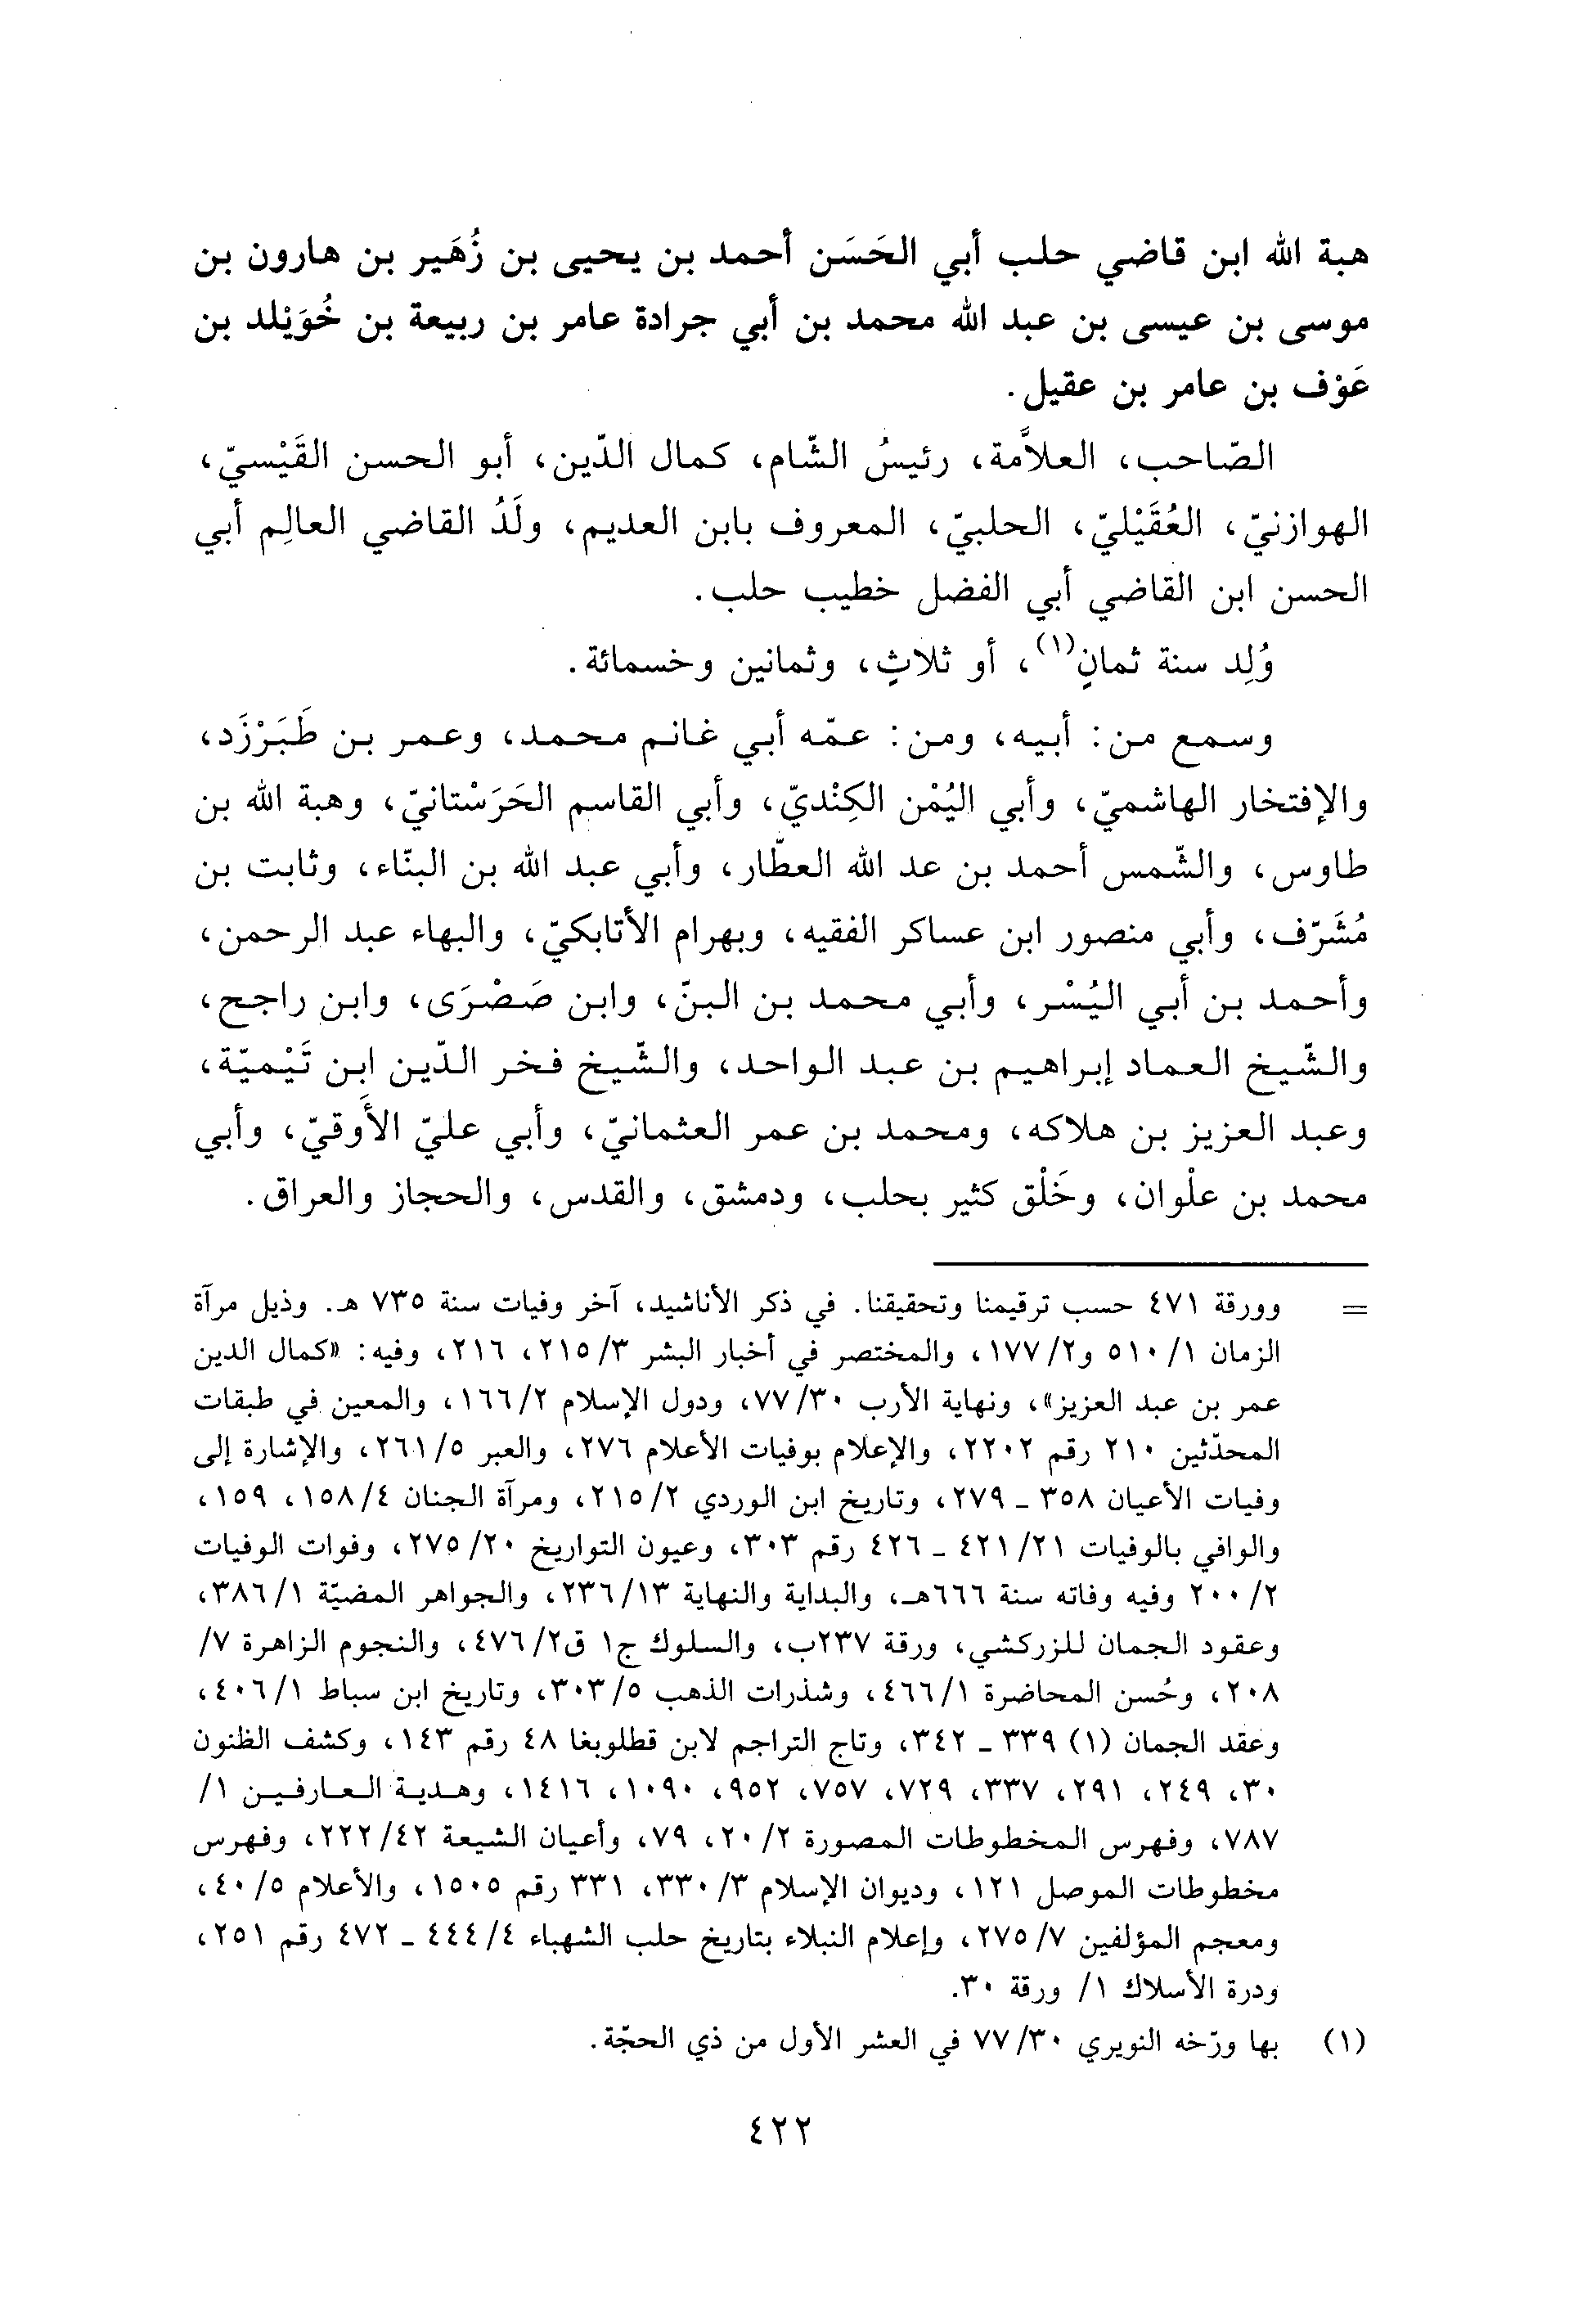 هبة الله ابن قاضي حلب أبي الحَسَن أحمد بن يحيى بن زُهَير بن هارون بن
موسى بن عيسى بن عبد الله محمد بن أبي جرادة عامر بن ربيعة بن خُوَيْلد بن
عَوْف بن عامر بن عقيل.
الصّاحب، العلاَّمة، رئيسُ الشّام، كمال الدّين، أبو الحسن القَيْسيّ،
الهوازنيّ، العُقَيْليّ، الحلبيّ، المعروف بابن العديم، ولَدُ القاضي العالِم أبي
الحسن ابن القاضي أبي الفضل خطيب حلب.
وُلِد سنة ثمانٍ(١)، أو ثلاثٍ، وثمانين وخسمائة.
وسمع من: أبيه، ومن: عمّه أبي غانم محمد، وعمر بن طَبَرْزَد،
والإفتخار الهاشميّ، وأبي اليُمْن الكِنْديّ، وأبي القاسم الحَرَسْتانيّ، وهبة الله بن
طاوس، والشّمس أحمد بن عد الله العطّار، وأبي عبد الله بن البنّاء، وثابت بن
مُشَرّف، وأبي منصور ابن عساكر الفقيه، وبهرام الأتابكيّ، والبهاء عبد الرحمن،
وأحمد بن أبي اليُسْر، وأبي محمد بن البنّ، وابن صَصْرَى، وابن راجح،
والشّيخ العماد إبراهيم بن عبد الواحد، والشّيخ فخر الدّين ابن تَيْميّة،
وعبد العزيز بن هلاكه، ومحمد بن عمر العثمانيّ، وأبي عليّ الأَوقيّ، وأبي
محمد بن علْوان، وخَلْق كثير بحلب، ودمشق، والقدس، والحجاز والعراق.
= وورقة ٤٧١ حسب ترقيمنا وتحقيقنا. في ذكر الأناشيد، آخر وفيات سنة ٧٣٥ هـ. وذيل مرآة
الزمان ١/ ٥١٠ و٢/ ١٧٧، والمختصر في أخبار البشر ٣/ ٢١٥، ٢١٦، وفيه: «كمال الدين
عمر بن عبد العزيز»، ونهاية الأرب ٣٠/ ٧٧، ودول الإسلام ٢/ ١٦٦، والمعين في طبقات
المحدّثين ٢١٠ رقم ٢٢٠٢، والإعلام بوفيات الأعلام ٢٧٦، والعبر ٥/ ٢٦١، والإشارة إلى
وفيات الأعيان ٣٥٨ - ٢٧٩، وتاريخ ابن الوردي ٢/ ٢١٥، ومرآة الجنان ٤/ ١٥٨، ١٥٩،
والوافي بالوفيات ٢١/ ٤٢١ - ٤٢٦ رقم ٣٠٣، وعيون التواريخ ٢٠/ ٢٧٥، وفوات الوفيات
٢/ ٢٠٠ وفيه وفاته سنة ٦٦٦هـ، والبداية والنهاية ١٣/ ٢٣٦، والجواهر المضيّة ١/ ٣٨٦،
وعقود الجمان للزركشي، ورقة ٢٣٧ب، والسلوك ج١ ق٢/ ٤٧٦، والنجوم الزاهرة ٧/
٢٠٨، وحُسن المحاضرة ١/ ٤٦٦، وشذرات الذهب ٥/ ٣٠٣، وتاريخ ابن سباط ١/ ٤٠٦،
وعقد الجمان (١) ٣٣٩ - ٣٤٢، وتاج التراجم لابن قطلوبغا ٤٨ رقم ١٤٣، وكشف الظنون
٣٠، ٢٤٩، ٢٩١، ٣٣٧، ٧٢٩، ٧٥٧، ٩٥٢، ١٠٩٠، ١٤١٦، وهدية العارفين ١/
٧٨٧، وفهرس المخطوطات المصورة ٢/ ٢٠، ٧٩، وأعيان الشيعة ٤٢/ ٢٢٢، وفهرس
مخطوطات الموصل ١٢١، وديوان الإسلام ٣/ ٣٣٠، ٣٣١ رقم ١٥٠٥، والأعلام ٥/ ٤٠،
ومعجم المؤلفين ٧/ ٢٧٥، وإعلام النبلاء بتاريخ حلب الشهباء ٤/ ٤٤٤ - ٤٧٢ رقم ٢٥١،
ودرة الأسلاك ١/ ورقة ٣٠.
(١) بها ورّخه النويري ٣٠/ ٧٧ في العشر الأول من ذي الحجّة.
٤٢٢